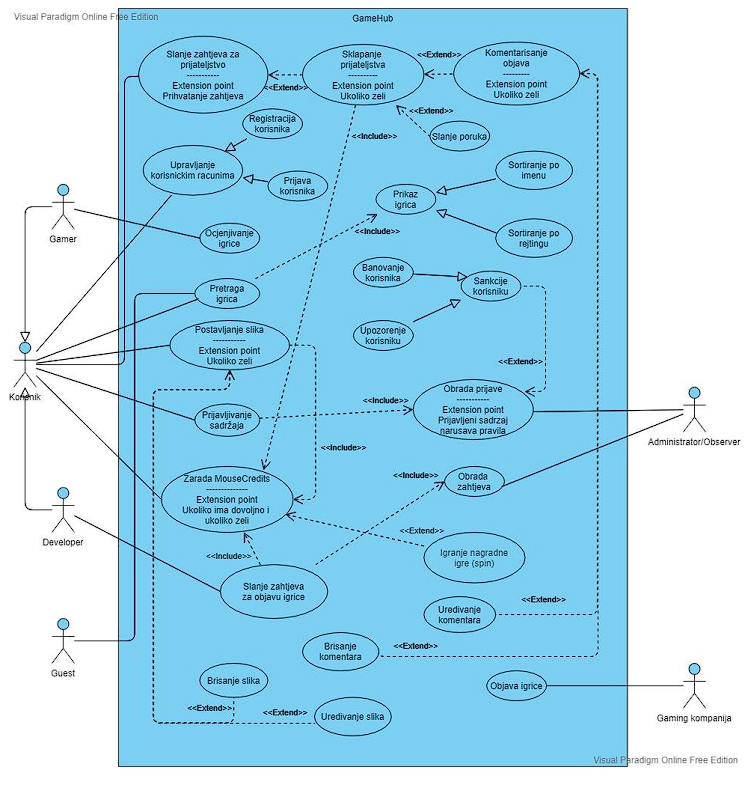 Visual Paradigm Online Free Edition
GameHub
Slanje zahtjeva za
prijateljstvo
-----------
Extension point
Prihvatanje zahtjeva
<<Extend>>
Sklapanje
prijateljstva
----------
Extension point
Ukoliko zeli
<<Extend>>
Komentarisanje
objava
---------
Extension point
Ukoliko zeli
Registracija
korisnika
<<Extend>>
Slanje poruka
<<Include>>
Upravljanje
korisnickim racunima
Prijava
korisnika
Sortiranje po
imenu
Prikaz
igrica
Gamer
Ocjenjivanje
igrice
<<Include>>
Sortiranje po
rejtingu
Banovanje
korisnika
Sankcije
korisniku
Pretraga
igrica
Postavljanje slika
-----------
Extension point
Ukoliko zeli
Upozorenje
korisniku
<<Extend>>
Korisnik
Prijavljivanje
sadržaja
<<Include>>
Obrada prijave
-----------
Extension point
Prijavljeni sadrzaj
narusava pravila
Administrator/Observer
<<Include>>
Zarada MouseCredits
--------------
Extension point
Ukoliko ima dovoljno i
ukoliko zeli
<<Include>>
Obrada
zahtjeva
Developer
<<Extend>>
<<Include>>
Igranje nagradne
igre (spin)
Slanje zahtjeva
za objavu igrice
<<Extend>>
Uredivanje
komentara
Guest
Brisanje
komentara
<<Extend>>
Brisanje slika
Objava igrice
Gaming kompanija
<<Extend>>
<<Extend>>
Uredivanje slika
Visual Paradigm Online Free Edition